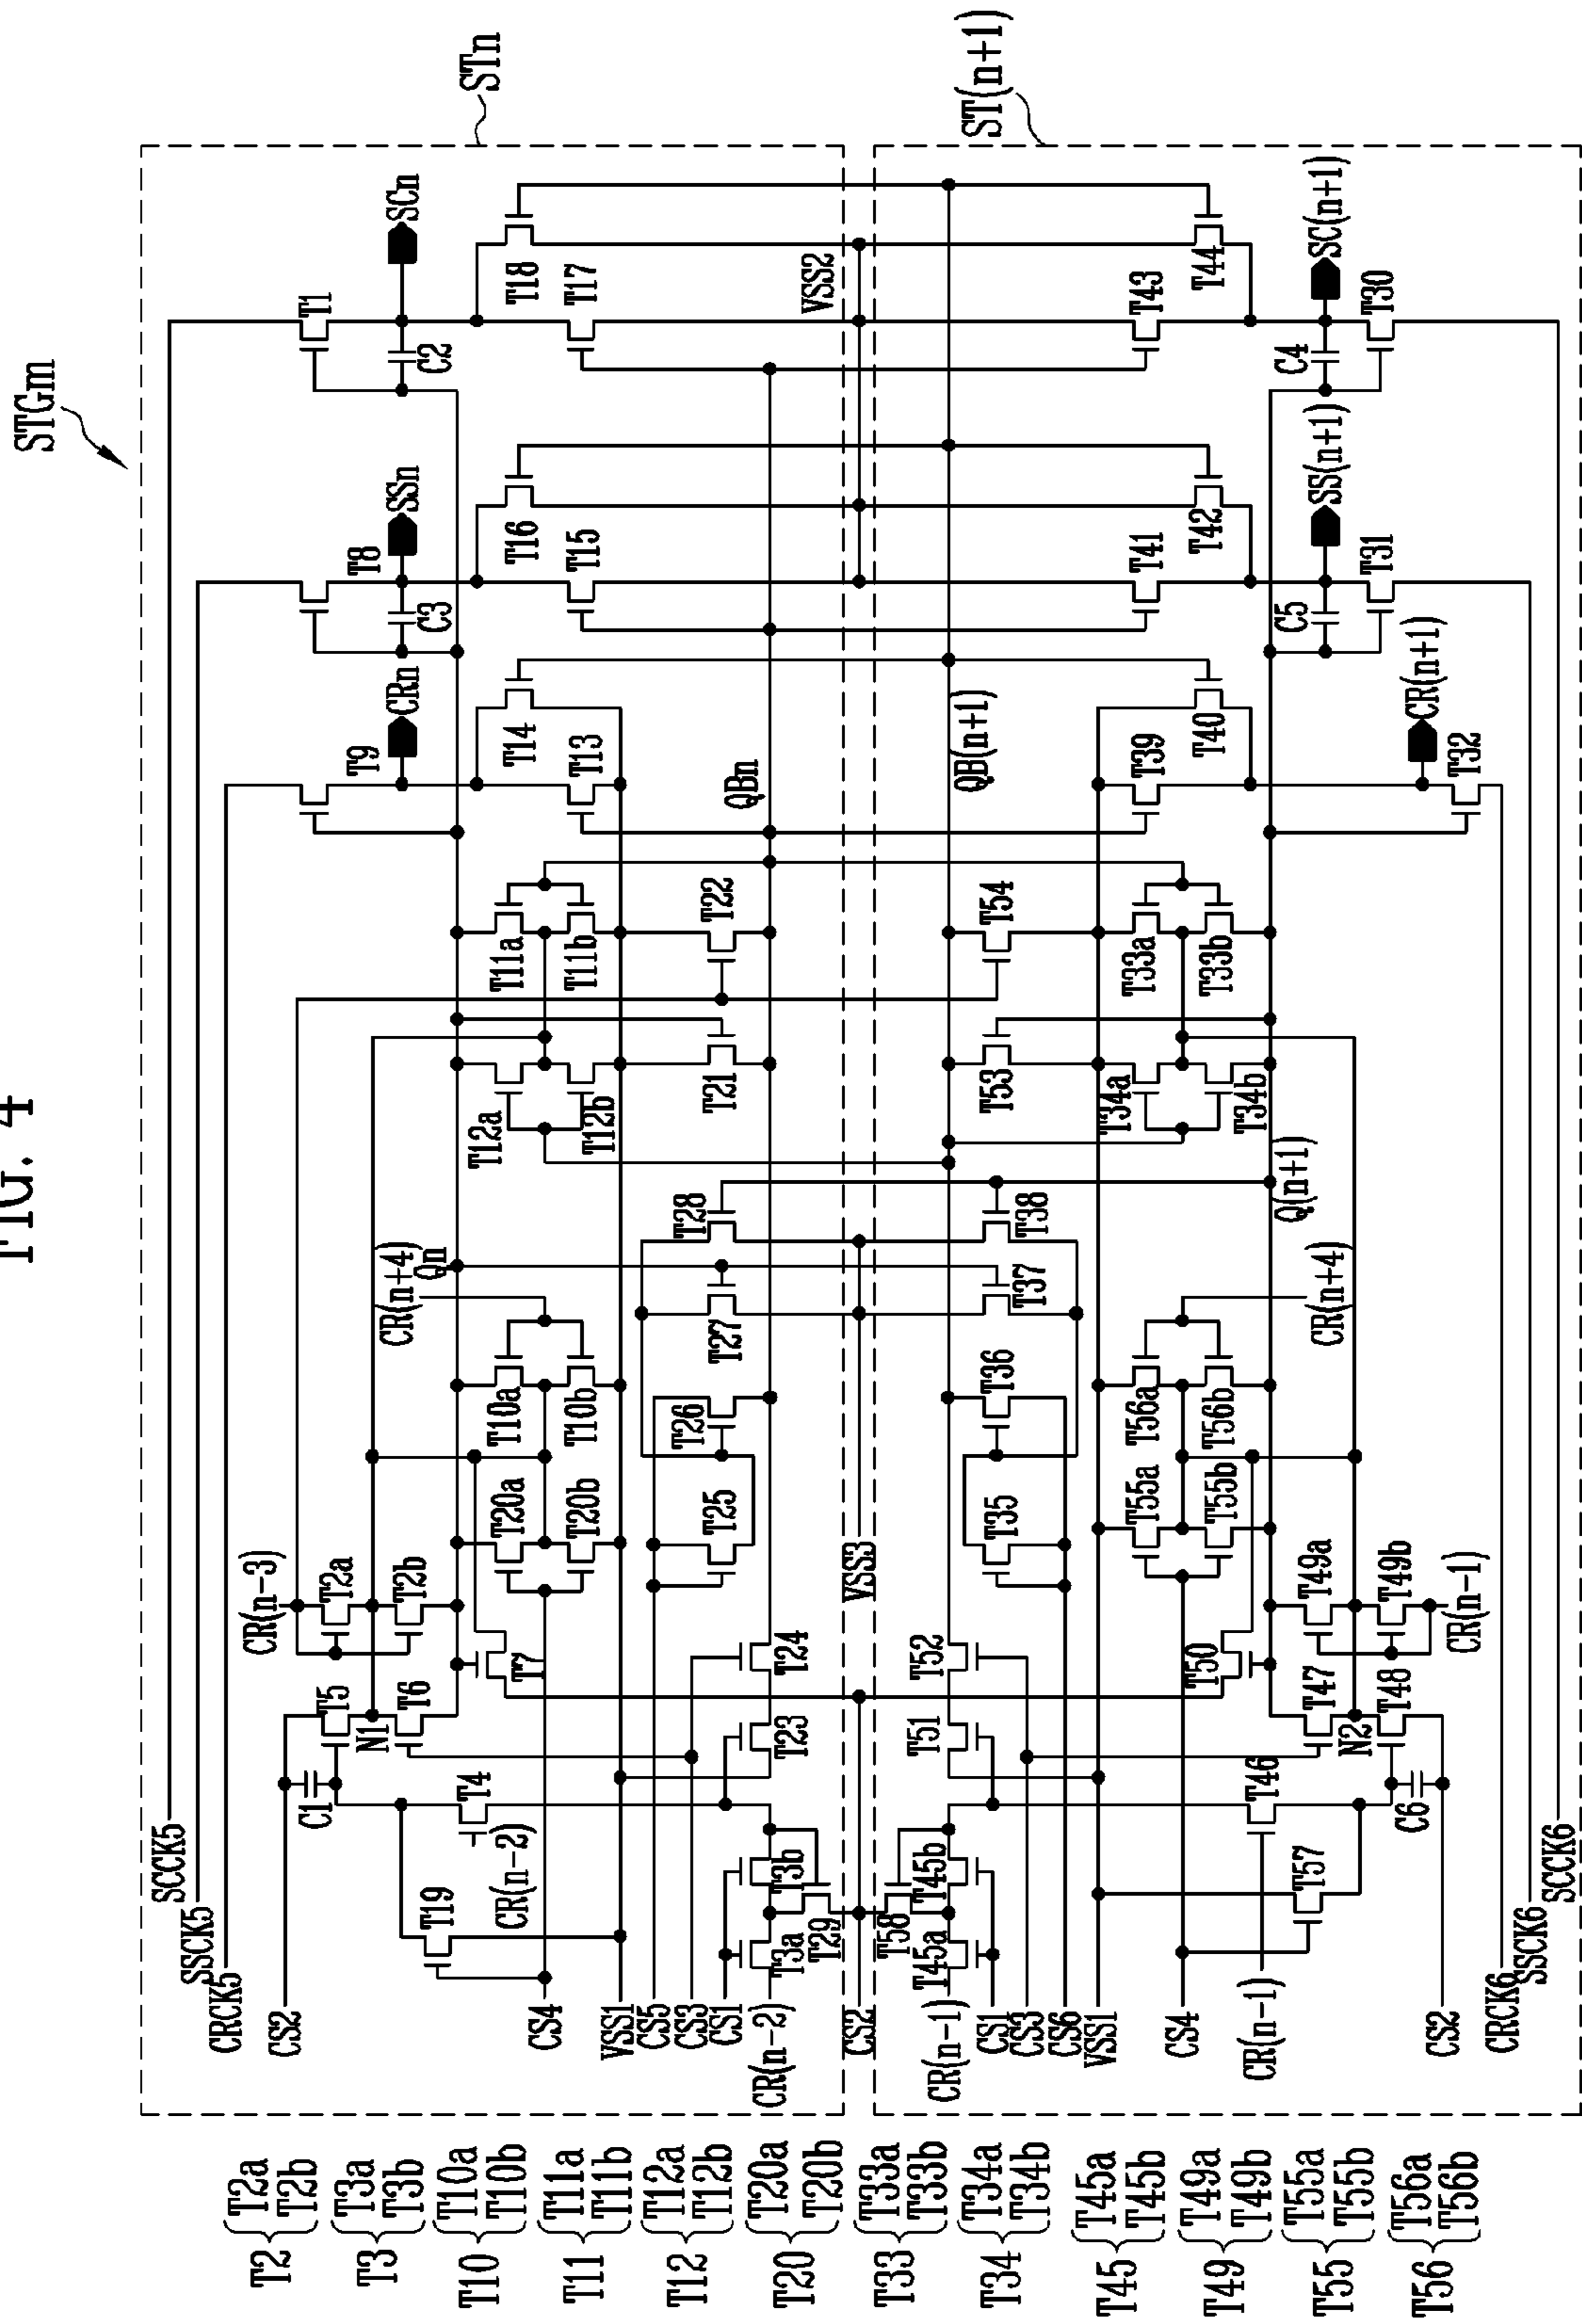 FIG. 4
STGm
STn
ST(n+1)
SCCK5
SSCK5
CRCK5
CS2
CS4
VSS1
CS5
CS3
CS1
CR(n-2)
CS2
CR(n-1)
CS1
CS3
CS6
VSS1
CS4
CR(n-1)
CS2
CRCK6
SSCK6
SCCK6
T19
CR(n-2)
T4
C1
T5
N1
T6
CR(n-3)
T2a
T2b
T7
T20a
T20b
T10a
T10b
CR(n+4)
Qn
T12a
T12b
T11a
T11b
T21
T22
T9
CRn
T14
T13
QBn
T8
SSn
C3
T16
T15
T1
SCn
C2
T18
T17
VSS2
T3a
T3b
T29
T23
T24
T25
T26
T27
T28
VSS3
T58
T45a
T45b
T51
T52
T35
T36
T37
T38
T53
T54
QB(n+1)
T57
T46
C6
T47
N2
T48
T50
T49a
T49b
CR(n-1)
T55a
T55b
T56a
T56b
CR(n+4)
Q(n+1)
T34a
T34b
T33a
T33b
T39
T40
CR(n+1)
T32
T41
T42
C5
SS(n+1)
T31
T43
T44
C4
SC(n+1)
T30
T2 T2a
T2b
T3 T3a
T3b
T10 T10a
T10b
T11 T11a
T11b
T12 T12a
T12b
T20 T20a
T20b
T33 T33a
T33b
T34 T34a
T34b
T45 T45a
T45b
T49 T49a
T49b
T55 T55a
T55b
T56 T56a
T56b